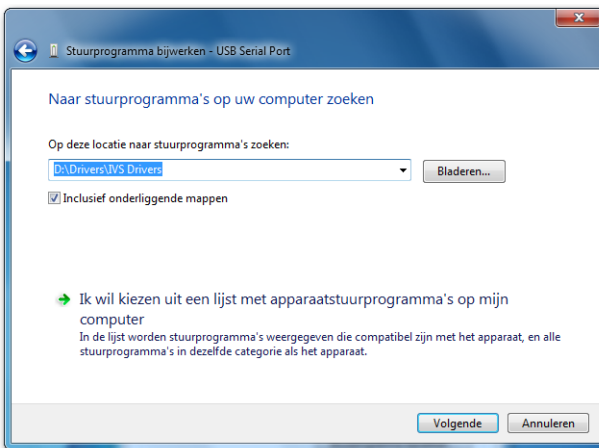 Stuurprogramma bijwerken - USB Serial Port
Naar stuurprogramma's op uw computer zoeken
Op deze locatie naar stuurprogramma's zoeken:
D:\Drivers\IVS Drivers
Bladeren...
Inclusief onderliggende mappen
Ik wil kiezen uit een lijst met apparaatstuurprogramma's op mijn
computer
In de lijst worden stuurprogramma's weergegeven die compatibel zijn met het apparaat, en alle
stuurprogramma's in dezelfde categorie als het apparaat.
Volgende
Annuleren